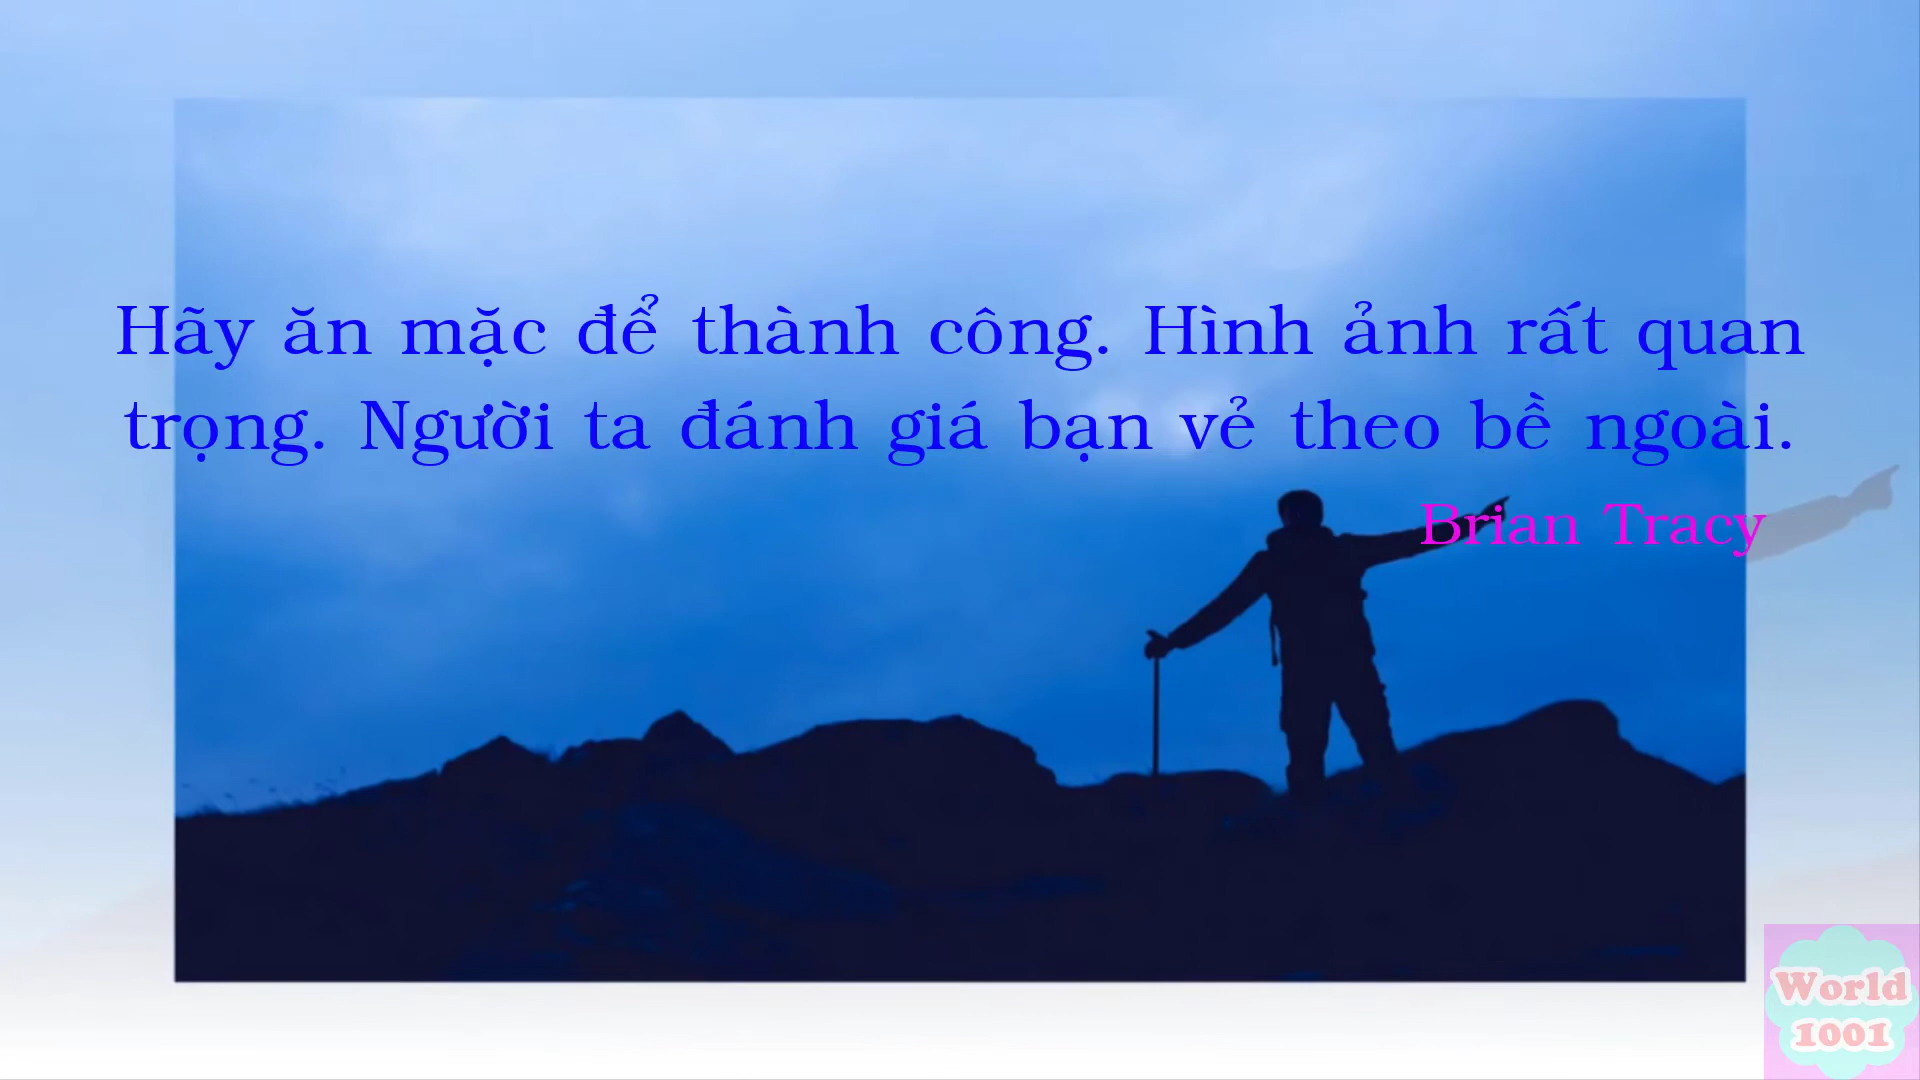 Hãy ăn mặc để thành công. Hình ảnh rất quan
trọng. Người ta đánh giá bạn vẻ theo bề ngoài.
Brian Tracy
World
1001